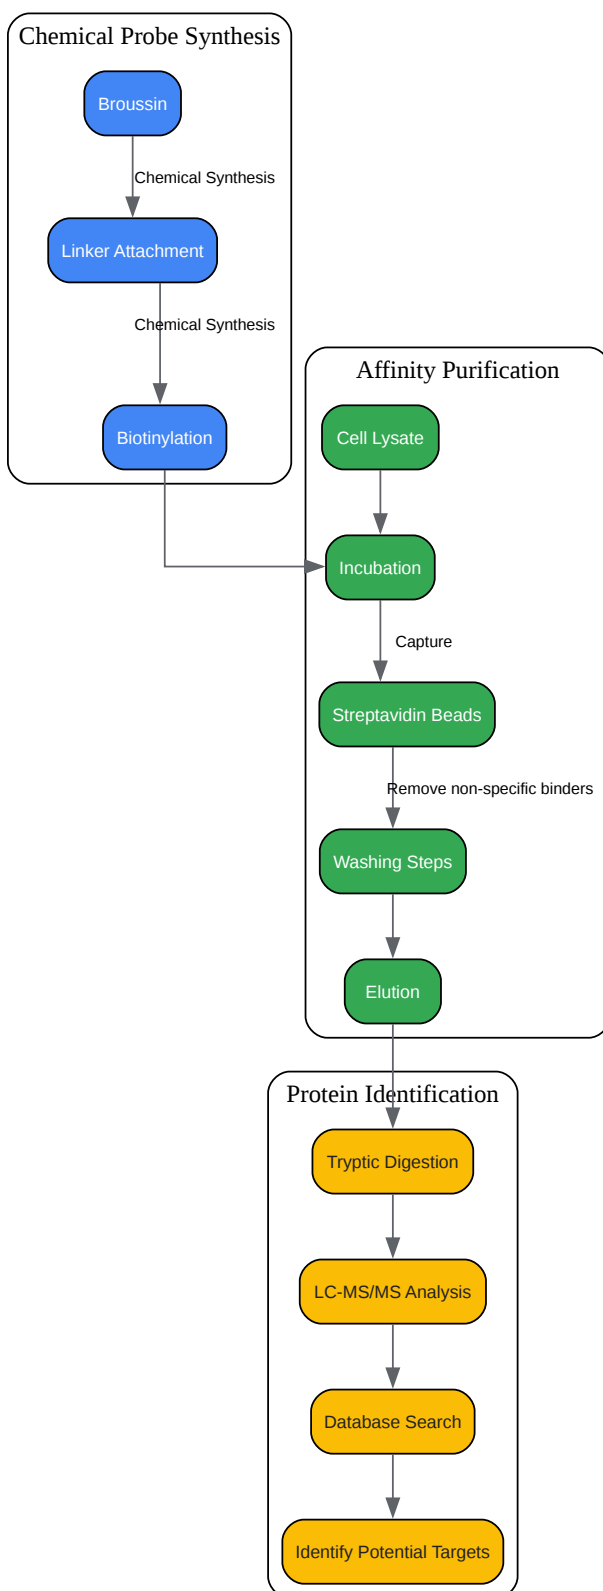 Chemical Probe Synthesis
Broussin
Chemical Synthesis
Linker Attachment
Chemical Synthesis
Biotinylation
Affinity Purification
Cell Lysate
Incubation
Capture
Streptavidin Beads
Remove non-specific binders
Washing Steps
Elution
Protein Identification
Tryptic Digestion
LC-MS/MS Analysis
Database Search
Identify Potential Targets